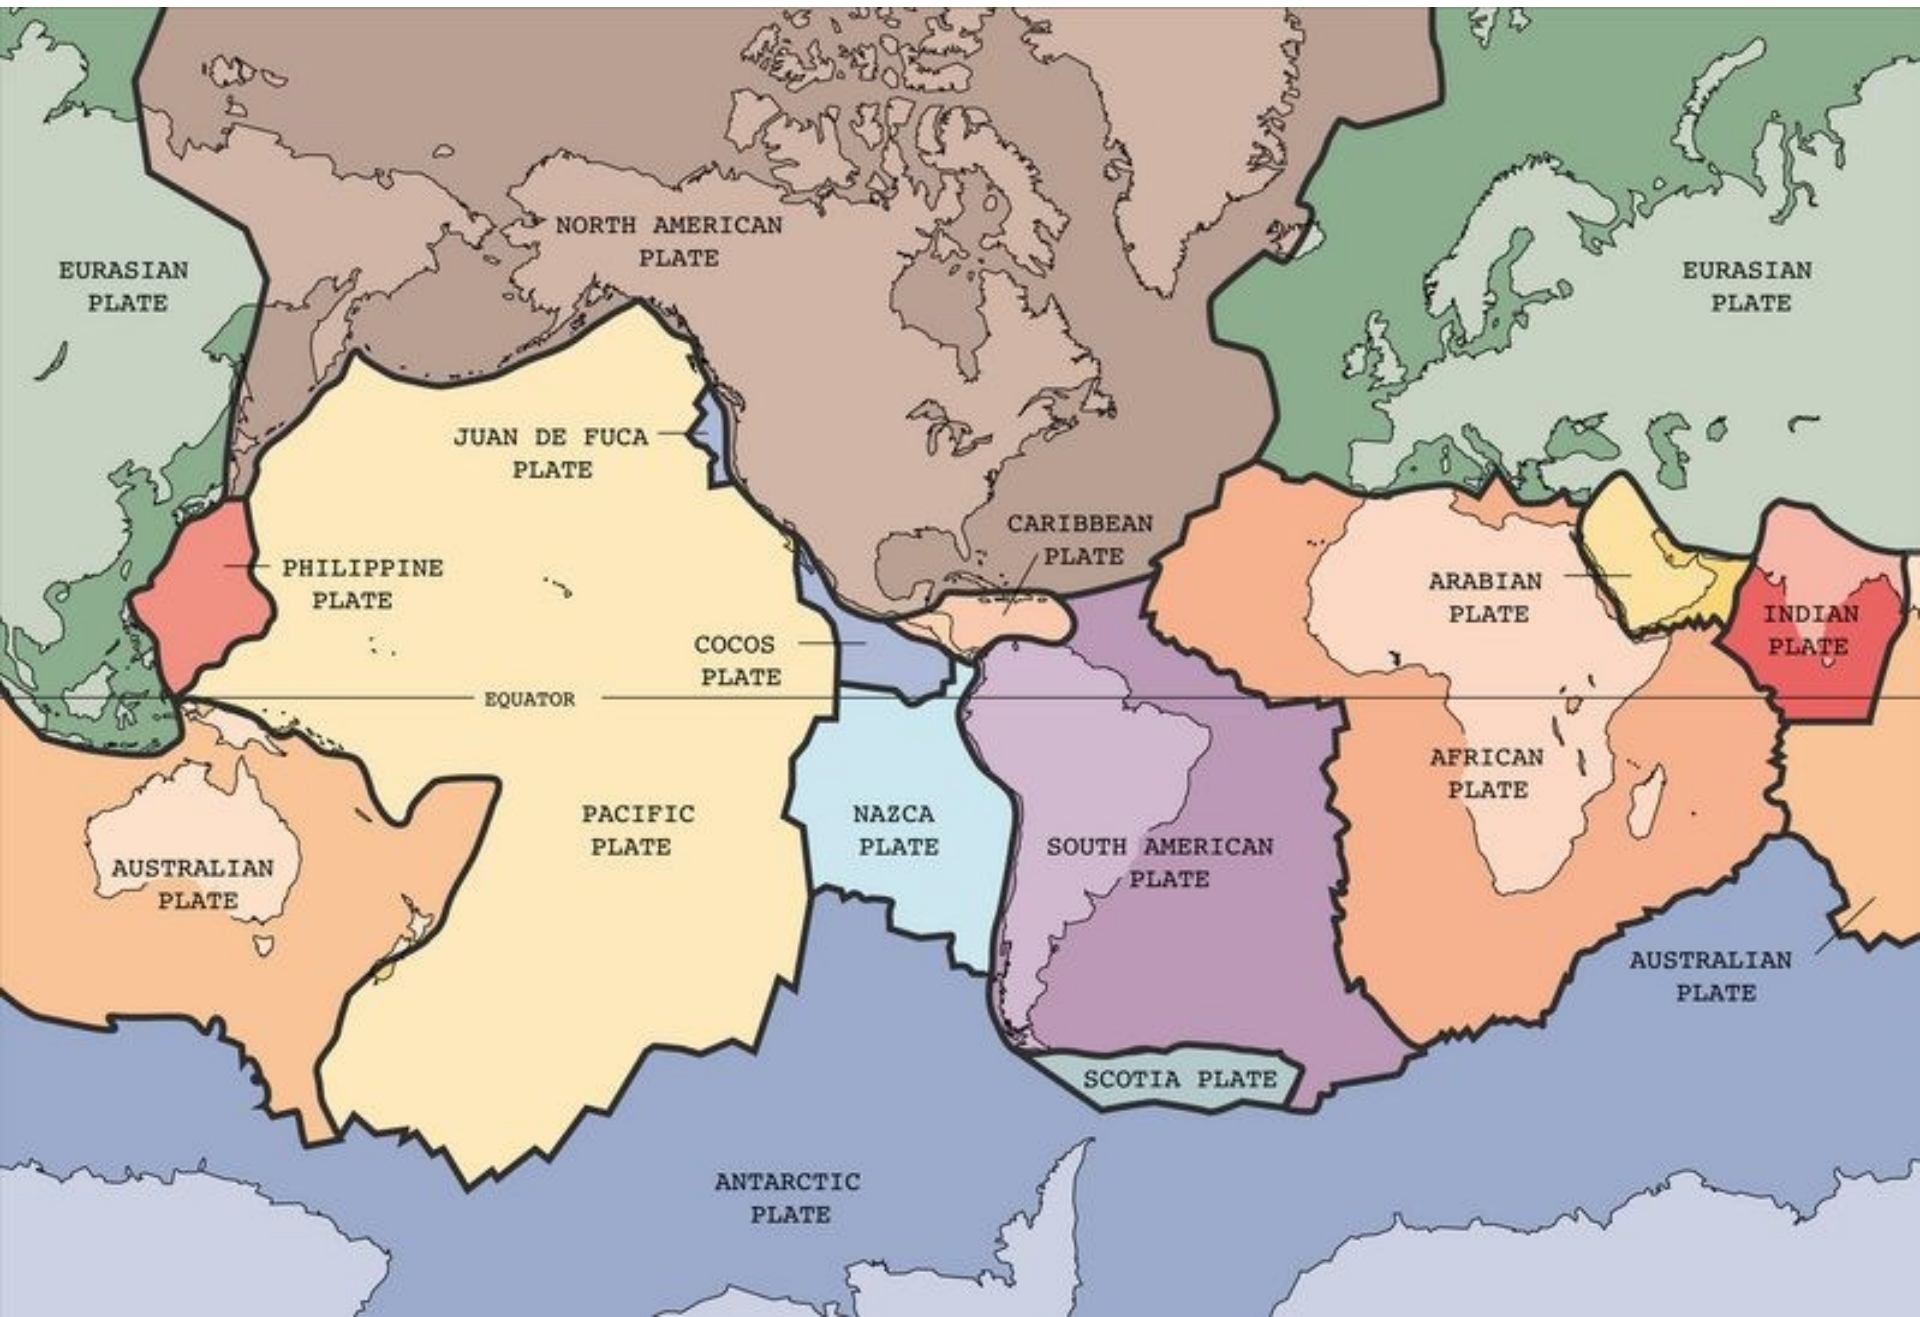 NORTH AMERICAN
PLATE
EURASIAN
PLATE
EURASIAN
PLATE
JUAN DE FUCA
PLATE
CARIBBEAN
PLATE
PHILIPPINE
PLATE
ARABIAN
PLATE
INDIAN
PLATE
COCOS
PLATE
EQUATOR
AFRICAN
PLATE
PACIFIC
PLATE
NAZCA
PLATE
SOUTH AMERICAN
PLATE
AUSTRALIAN
PLATE
AUSTRALIAN
PLATE
SCOTIA PLATE
ANTARCTIC
PLATE